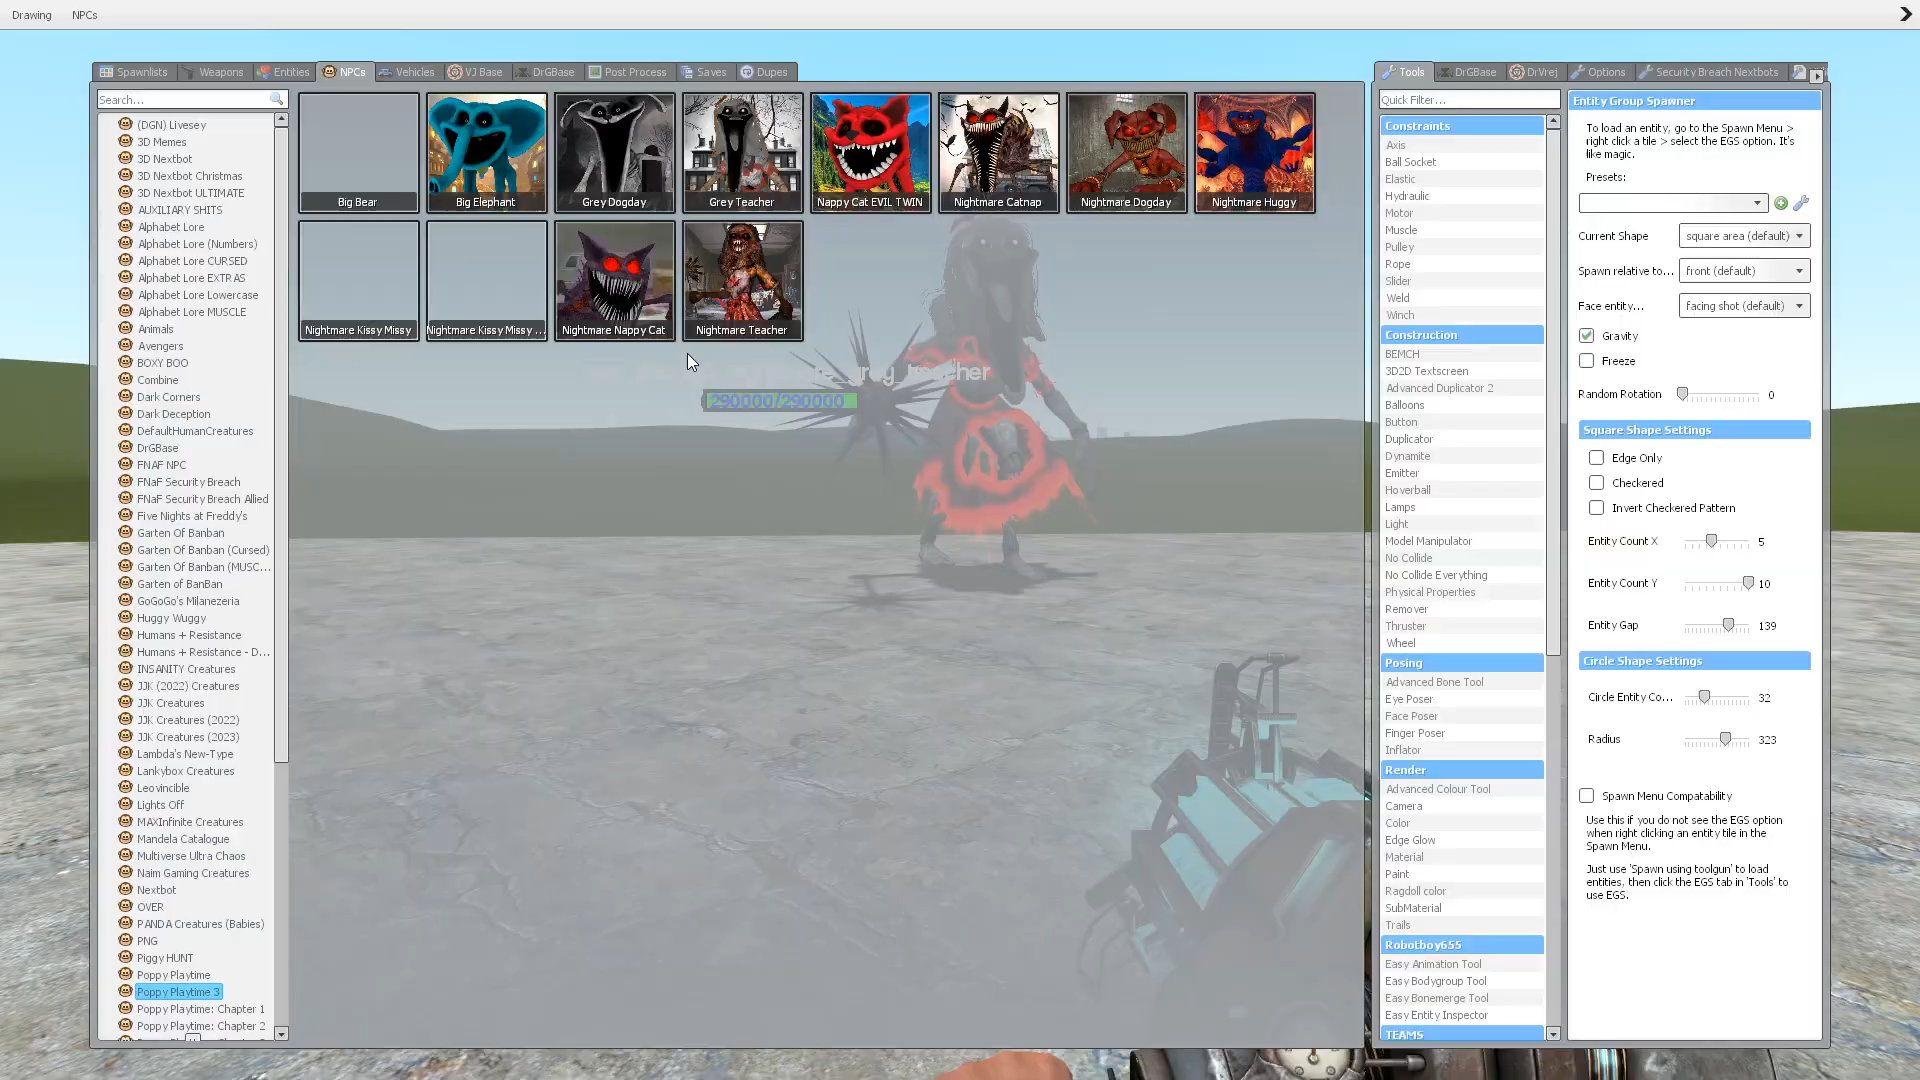 Drawing NPCs
Spawnlists Weapons Entities NPCs Vehicles VJ Base DrGBase Post Process Saves Dupes
Search...
(DGN) Livesey
3D Memes
3D Nextbot
3D Nextbot Christmas
3D Nextbot ULTIMATE
AUXILIARY SHITS
Alphabet Lore
Alphabet Lore (Numbers)
Alphabet Lore CURSED
Alphabet Lore EXTRAS
Alphabet Lore Lowercase
Alphabet Lore MUSCLE
Animals
Avengers
BOXY BOO
Combine
Dark Corners
Dark Deception
DefaultHumanCreatures
DrGBase
FNAF NPC
FNaF Security Breach
FNaF Security Breach Allied
Five Nights at Freddy's
Garten Of Banban
Garten Of Banban (Cursed)
Garten Of Banban (MUSC...
Garten of BanBan
GoGoGo's Milanezeria
Huggy Wuggy
Humans + Resistance
Humans + Resistance - D...
INSANITY Creatures
JJK (2022) Creatures
JJK Creatures
JJK Creatures (2022)
JJK Creatures (2023)
Lambda's New-Type
Lankybox Creatures
Leovincible
Lights Off
MAXInfinite Creatures
Mandela Catalogue
Multiverse Ultra Chaos
Naim Gaming Creatures
Nextbot
OVER
PANDA Creatures (Babies)
PNG
Piggy HUNT
Poppy Playtime
Poppy Playtime 3
Poppy Playtime: Chapter 1
Poppy Playtime: Chapter 2
Big Bear Big Elephant Grey Dogday Grey Teacher Nappy Cat EVIL TWIN Nightmare Catnap Nightmare Dogday Nightmare Huggy
Nightmare Kissy Missy Nightmare Kissy Missy ... Nightmare Nappy Cat Nightmare Teacher
290000/290000
Tools DrGBase DrVrej Options Security Breach Nextbots
Quick Filter...
Constraints
Axis
Ball Socket
Elastic
Hydraulic
Motor
Muscle
Pulley
Rope
Slider
Weld
Winch
Construction
BEMCH
3D2D Textscreen
Advanced Duplicator 2
Balloons
Button
Duplicator
Dynamite
Emitter
Hoverball
Lamps
Light
Model Manipulator
No Collide
No Collide Everything
Physical Properties
Remover
Thruster
Wheel
Posing
Advanced Bone Tool
Eye Poser
Face Poser
Finger Poser
Inflator
Render
Advanced Colour Tool
Camera
Color
Edge Glow
Material
Paint
Ragdoll color
SubMaterial
Trails
Robotboy655
Easy Animation Tool
Easy Bodygroup Tool
Easy Bonemerge Tool
Easy Entity Inspector
TEAMS
Entity Group Spawner
To load an entity, go to the Spawn Menu >
right click a tile > select the EGS option. It's
like magic.
Presets:
Current Shape square area (default)
Spawn relative to... front (default)
Face entity... facing shot (default)
Gravity
Freeze
Random Rotation 0
Square Shape Settings
Edge Only
Checkered
Invert Checkered Pattern
Entity Count X 5
Entity Count Y 10
Entity Gap 139
Circle Shape Settings
Circle Entity Co... 32
Radius 323
Spawn Menu Compatability
Use this if you do not see the EGS option
when right clicking an entity tile in the
Spawn Menu.
Just use 'Spawn using toolgun' to load
entities, then click the EGS tab in 'Tools' to
use EGS.